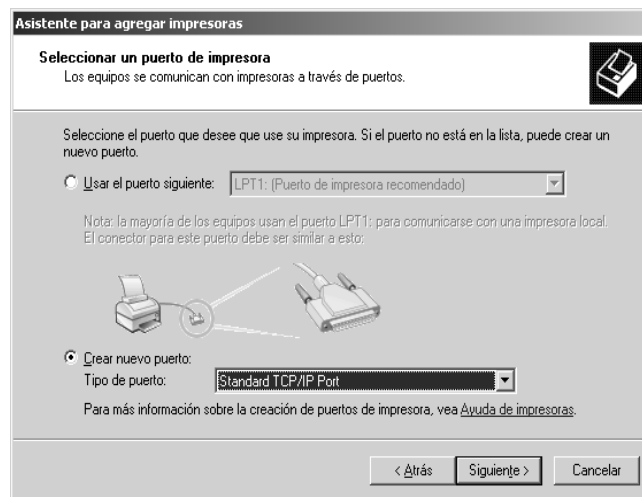 Asistente para agregar impresoras
Seleccionar un puerto de impresora
Los equipos se comunican con impresoras a través de puertos.
Seleccione el puerto que desee que use su impresora. Si el puerto no está en la lista, puede crear un
nuevo puerto.
Usar el puerto siguiente: LPT1: (Puerto de impresora recomendado)
Nota: la mayoría de los equipos usan el puerto LPT1: para comunicarse con una impresora local.
El conector para este puerto debe ser similar a esto:
Crear nuevo puerto:
Tipo de puerto: Standard TCP/IP Port
Para más información sobre la creación de puertos de impresora, vea Ayuda de impresoras.
< Atrás Siguiente > Cancelar